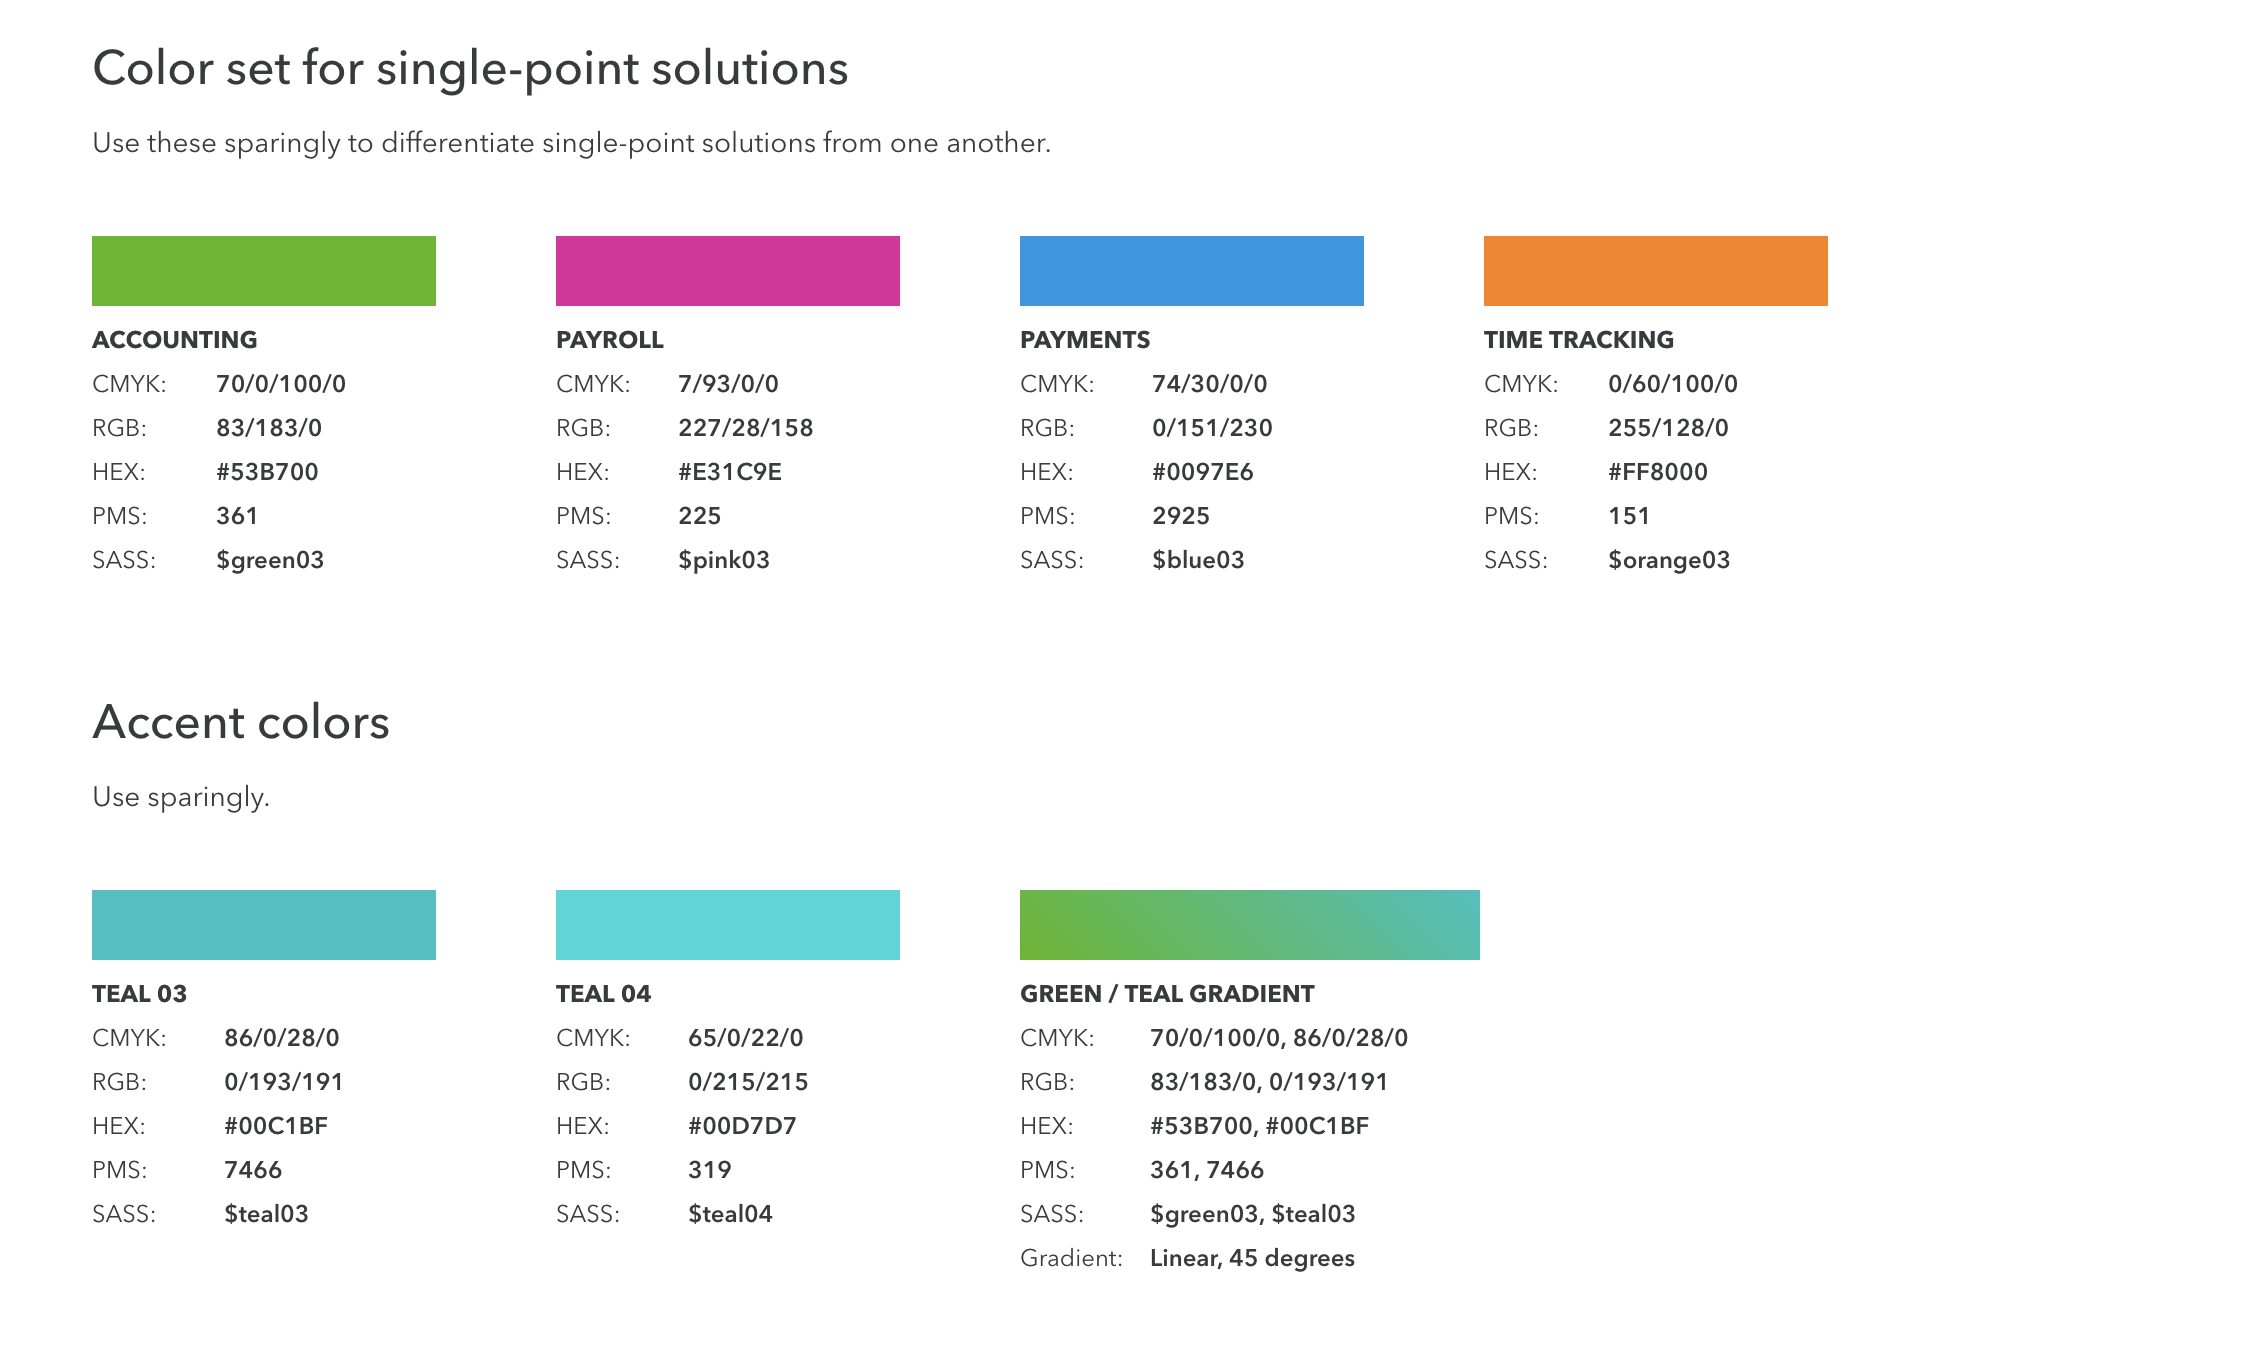 Color set for single-point solutions
Use these sparingly to differentiate single-point solutions from one another.
ACCOUNTING
CMYK: 70/0/100/0
RGB: 83/183/0
HEX: #53B700
PMS: 361
SASS: $green03
PAYROLL
CMYK: 7/93/0/0
RGB: 227/28/158
HEX: #E31C9E
PMS: 225
SASS: $pink03
PAYMENTS
CMYK: 74/30/0/0
RGB: 0/151/230
HEX: #0097E6
PMS: 2925
SASS: $blue03
TIME TRACKING
CMYK: 0/60/100/0
RGB: 255/128/0
HEX: #FF8000
PMS: 151
SASS: $orange03
Accent colors
Use sparingly.
TEAL 03
CMYK: 86/0/28/0
RGB: 0/193/191
HEX: #00C1BF
PMS: 7466
SASS: $teal03
TEAL 04
CMYK: 65/0/22/0
RGB: 0/215/215
HEX: #00D7D7
PMS: 319
SASS: $teal04
GREEN / TEAL GRADIENT
CMYK: 70/0/100/0, 86/0/28/0
RGB: 83/183/0, 0/193/191
HEX: #53B700, #00C1BF
PMS: 361, 7466
SASS: $green03, $teal03
Gradient: Linear, 45 degrees